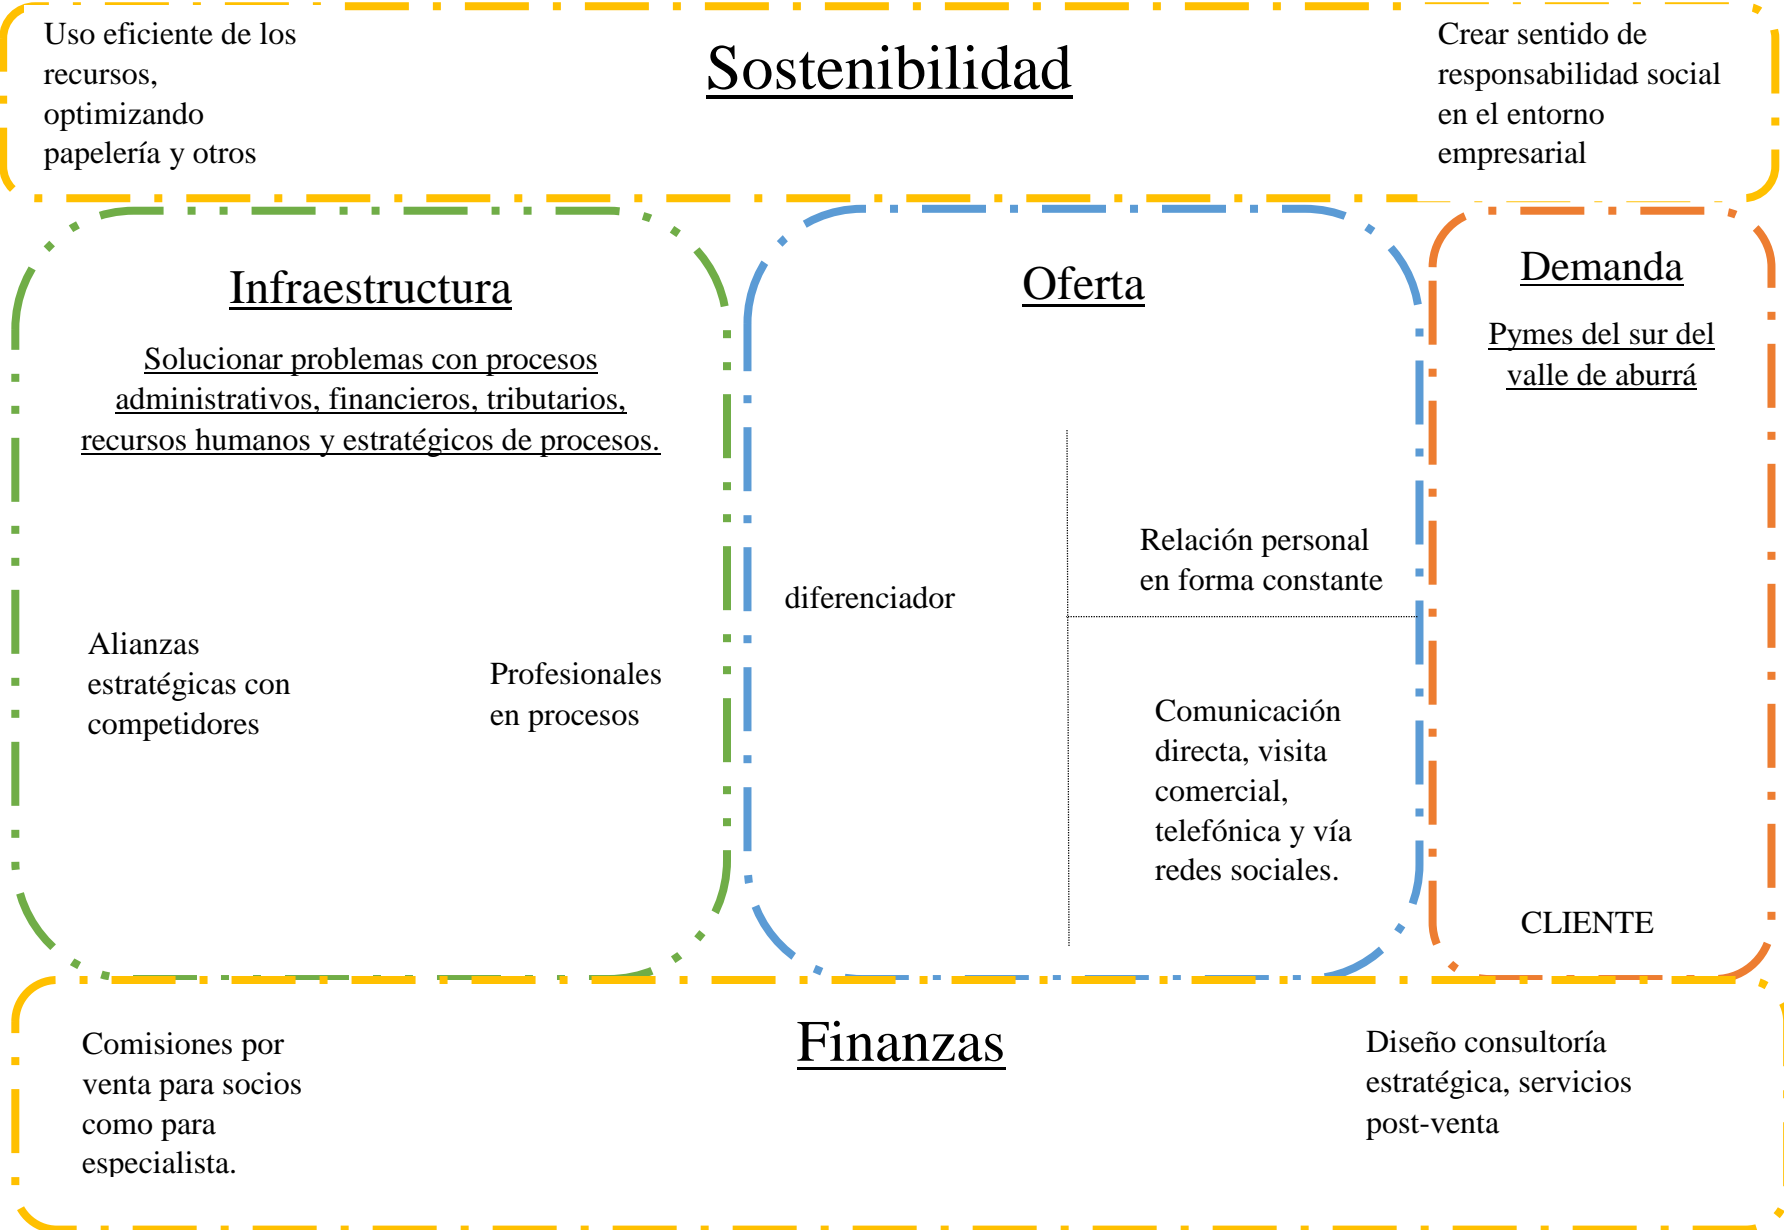 Uso eficiente de los
recursos,
optimizando
papelería y otros
Sostenibilidad
Crear sentido de
responsabilidad social
en el entorno
empresarial
Infraestructura
Solucionar problemas con procesos
administrativos, financieros, tributarios,
recursos humanos y estratégicos de procesos.
Alianzas
estratégicas con
competidores
Profesionales
en procesos
Oferta
diferenciador
Relación personal
en forma constante
Comunicación
directa, visita
comercial,
telefónica y vía
redes sociales.
Demanda
Pymes del sur del
valle de aburrá
CLIENTE
Comisiones por
venta para socios
como para
especialista.
Finanzas
Diseño consultoría
estratégica, servicios
post-venta